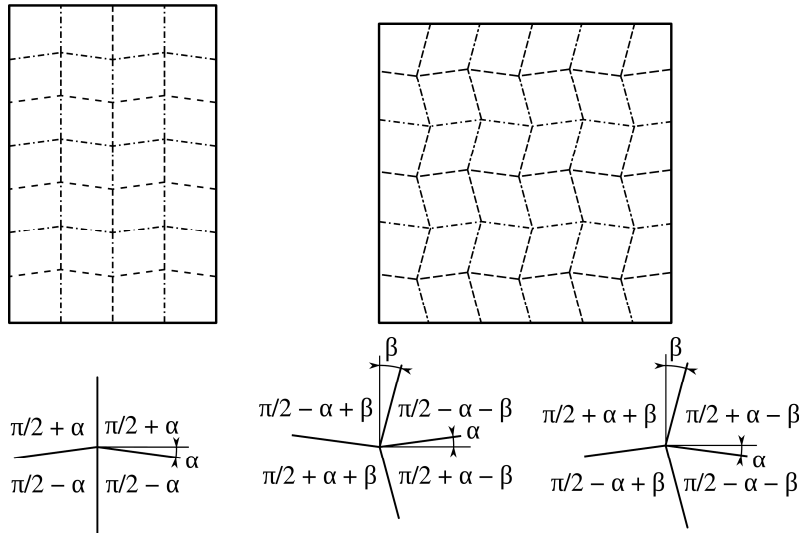 π/2 + α π/2 + α
π/2 − α π/2 − α
α
β
π/2 − α + β π/2 − α − β
α
π/2 + α + β π/2 + α − β
β
π/2 + α + β π/2 + α − β
α
π/2 − α + β π/2 − α − β